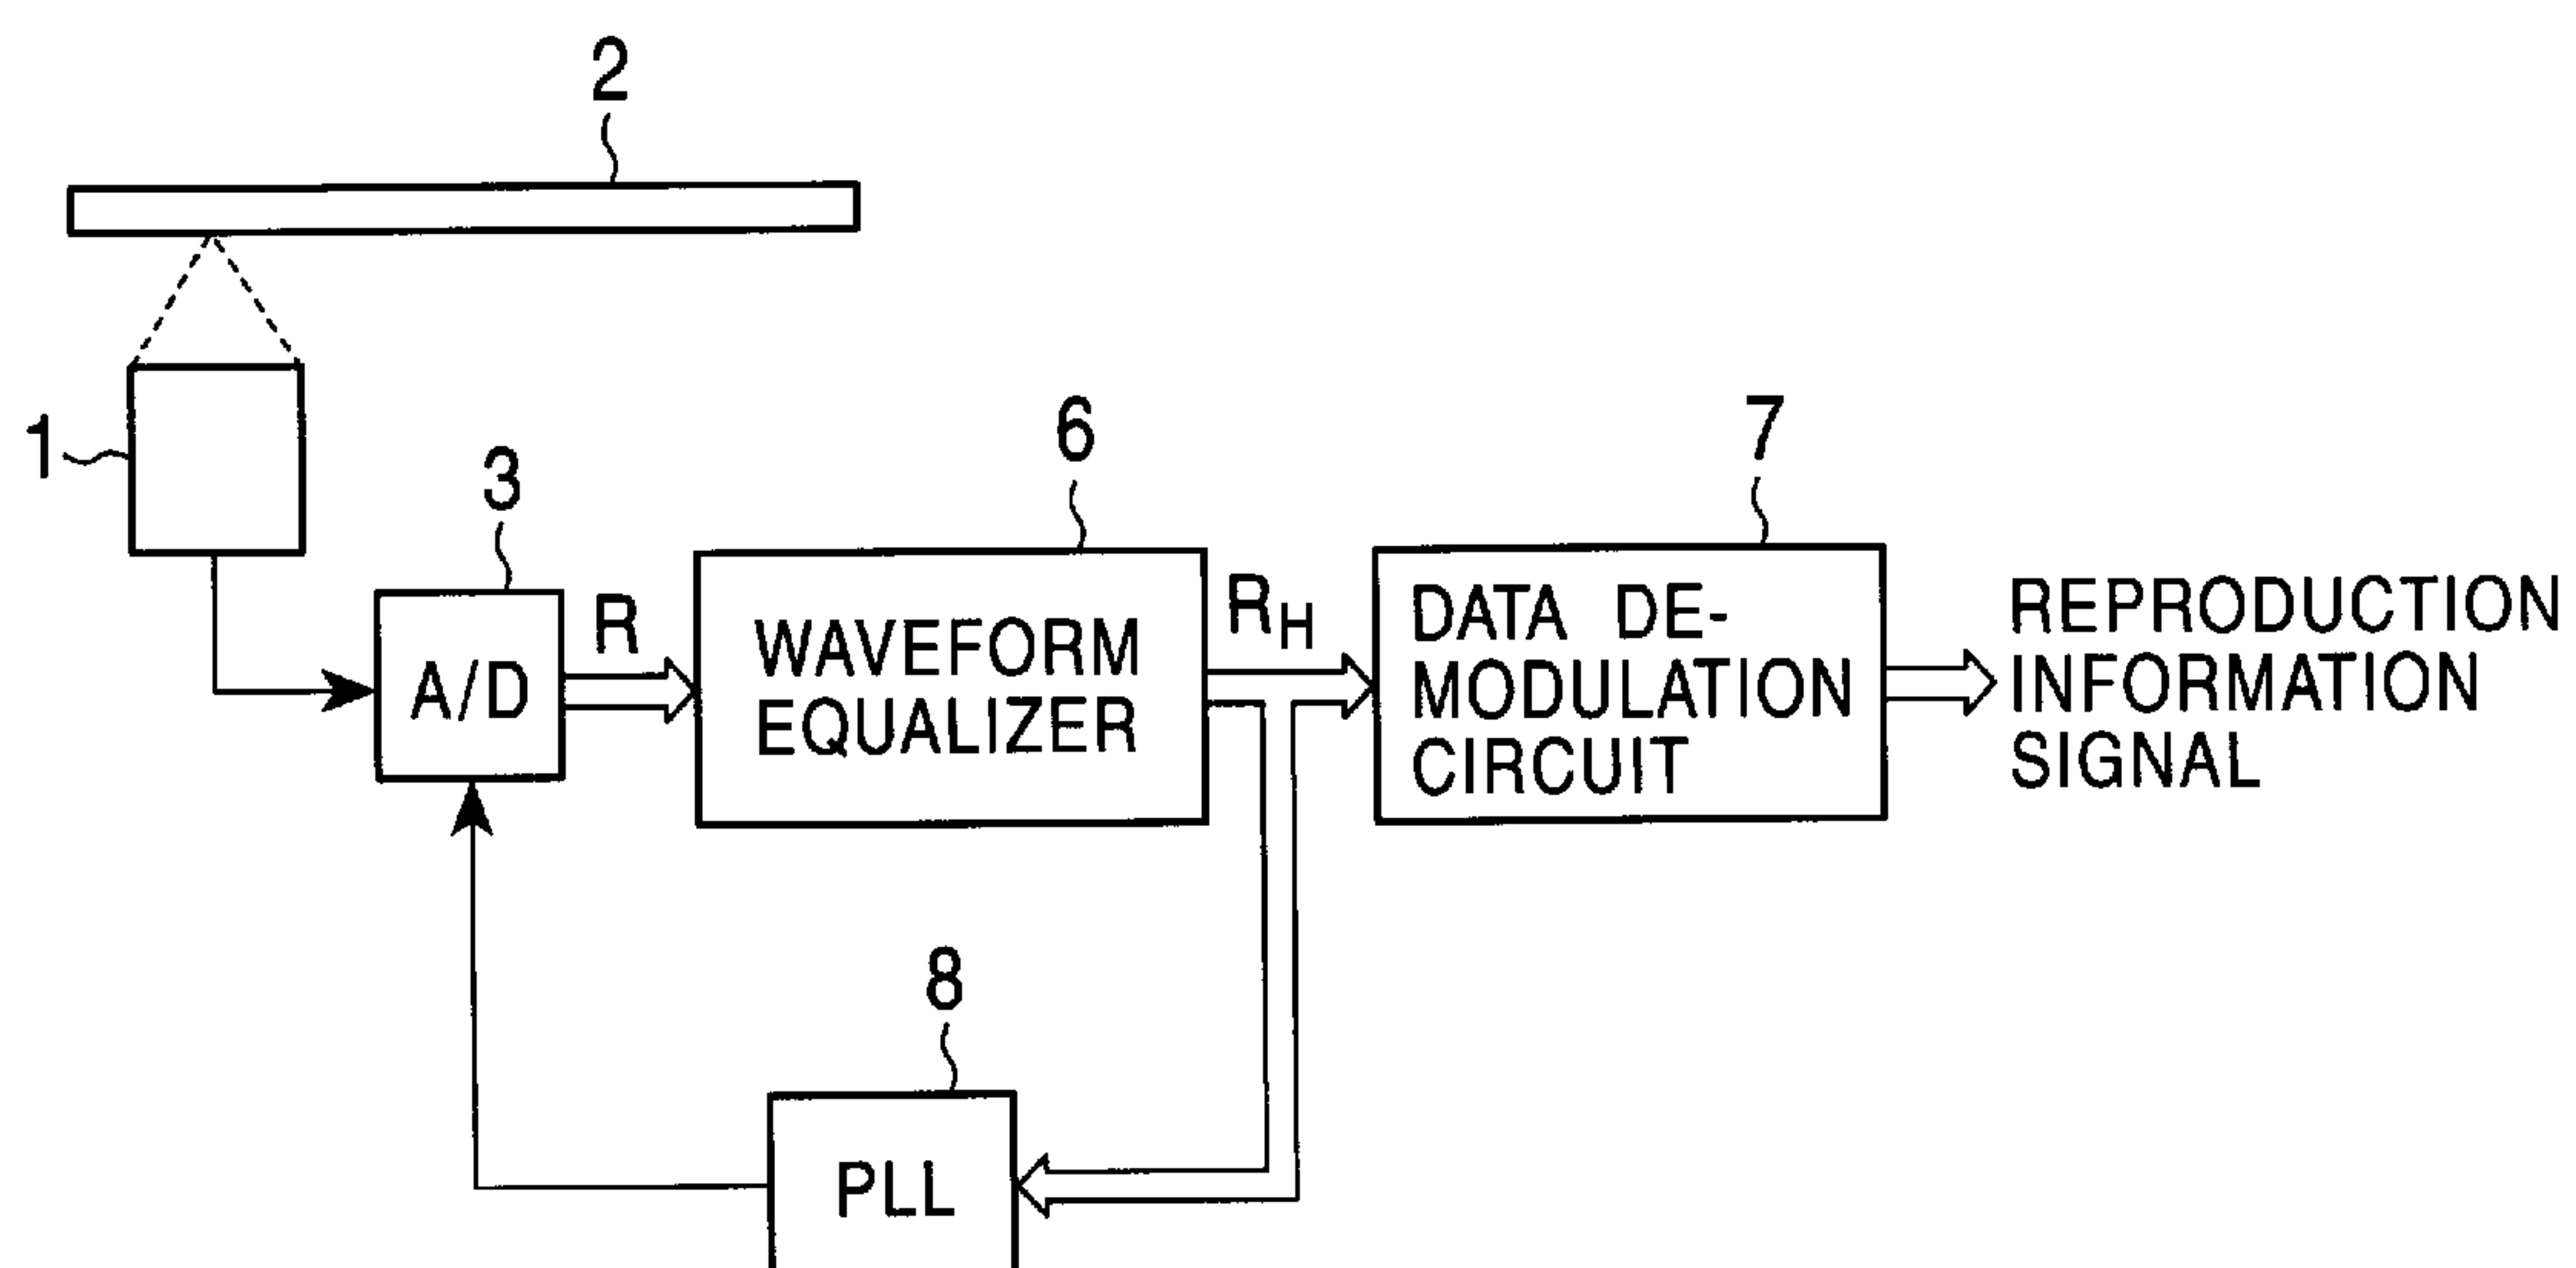 2
1
3
6
7
A/D
R
WAVEFORM
EQUALIZER
R_H
DATA DE-
MODULATION
CIRCUIT
REPRODUCTION
INFORMATION
SIGNAL
8
PLL